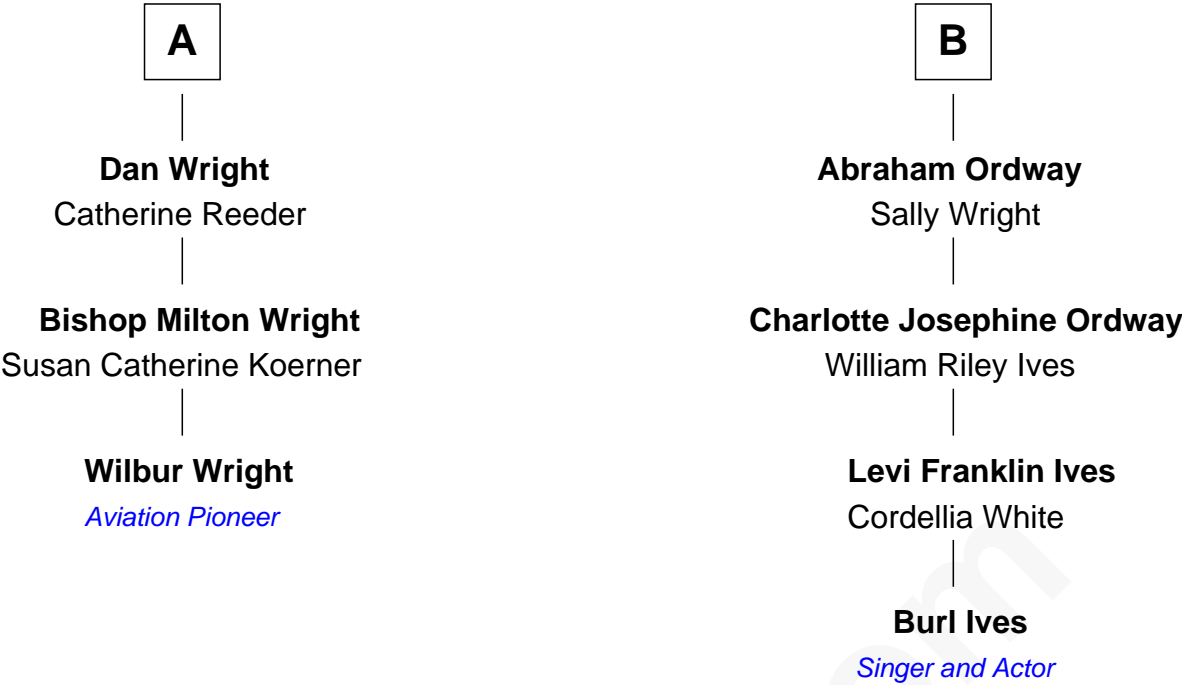 A
B
Dan Wright
Catherine Reeder
Abraham Ordway
Sally Wright
Bishop Milton Wright
Susan Catherine Koerner
Charlotte Josephine Ordway
William Riley Ives
Wilbur Wright
Aviation Pioneer
Levi Franklin Ives
Cordellia White
Burl Ives
Singer and Actor